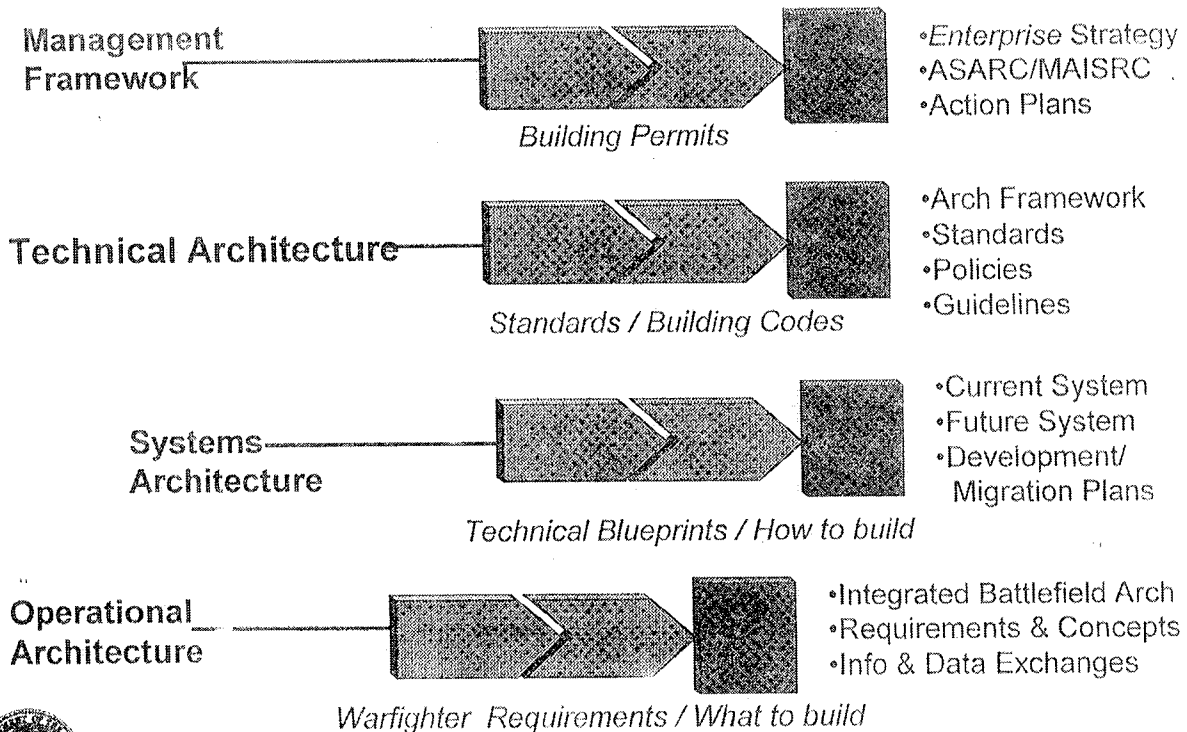 Management
Framework
•Enterprise Strategy
•ASARC/MAISRC
•Action Plans
Building Permits
Technical Architecture
•Arch Framework
•Standards
•Policies
•Guidelines
Standards / Building Codes
Systems
Architecture
•Current System
•Future System
•Development/
Migration Plans
Technical Blueprints / How to build
Operational
Architecture
•Integrated Battlefield Arch
•Requirements & Concepts
•Info & Data Exchanges
Warfighter Requirements / What to build